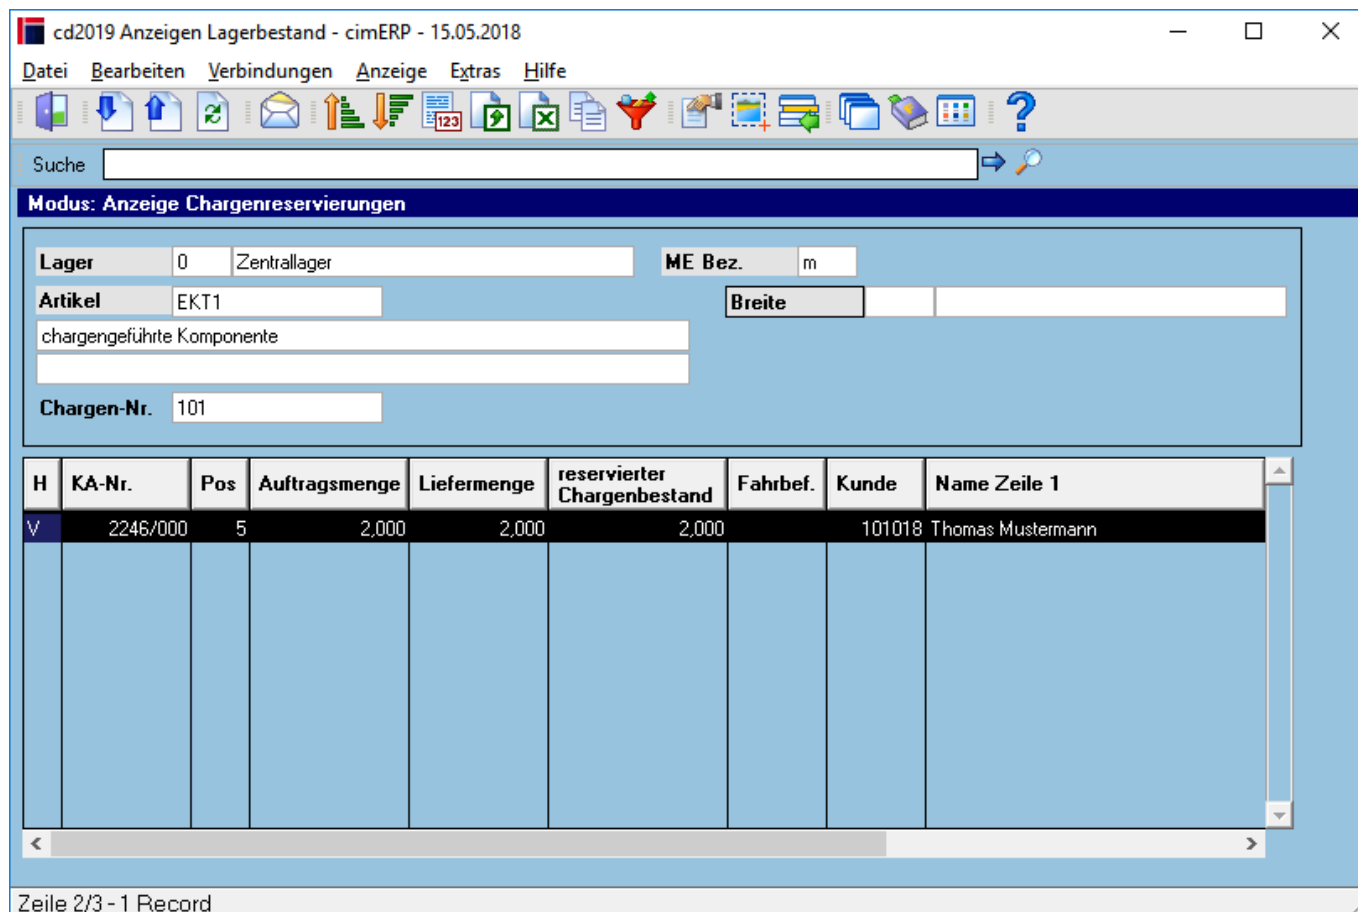 cd2019 Anzeigen Lagerbestand - cimERP - 15.05.2018
Datei Bearbeiten Verbindungen Anzeige Extras Hilfe
123
Suche
Modus: Anzeige Chargenreservierungen
Lager 0 Zentrallager ME Bez. m
Artikel EKT1 Breite
chargengeführte Komponente
Chargen-Nr. 101
H KA-Nr. Pos Auftragsmenge Liefermenge reservierter Chargenbestand Fahrbef. Kunde Name Zeile 1
V 2246/000 5 2,000 2,000 2,000 101018 Thomas Mustermann
Zeile 2/3 - 1 Record